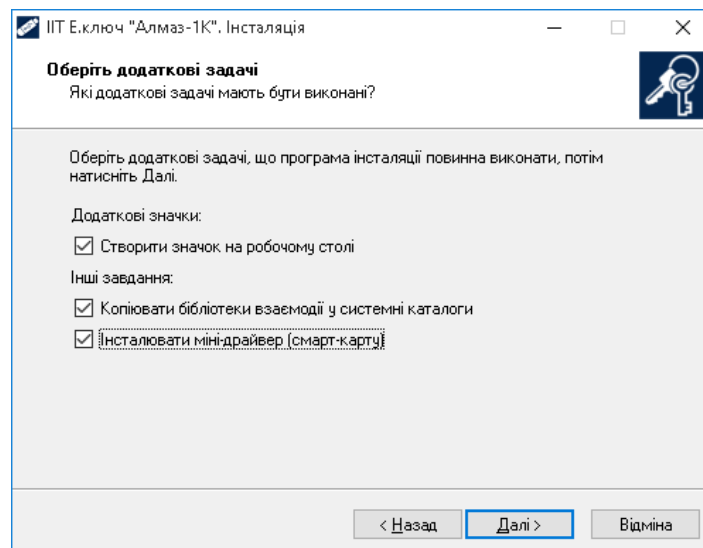 ІІТ Е.ключ "Алмаз-1К". Інсталяція
Оберіть додаткові задачі
Які додаткові задачі мають бути виконані?
Оберіть додаткові задачі, що програма інсталяції повинна виконати, потім
натисніть Далі.
Додаткові значки:
Створити значок на робочому столі
Інші завдання:
Копіювати бібліотеки взаємодії у системні каталоги
Інсталювати міні-драйвер (смарт-карту)
< Назад
Далі >
Відміна